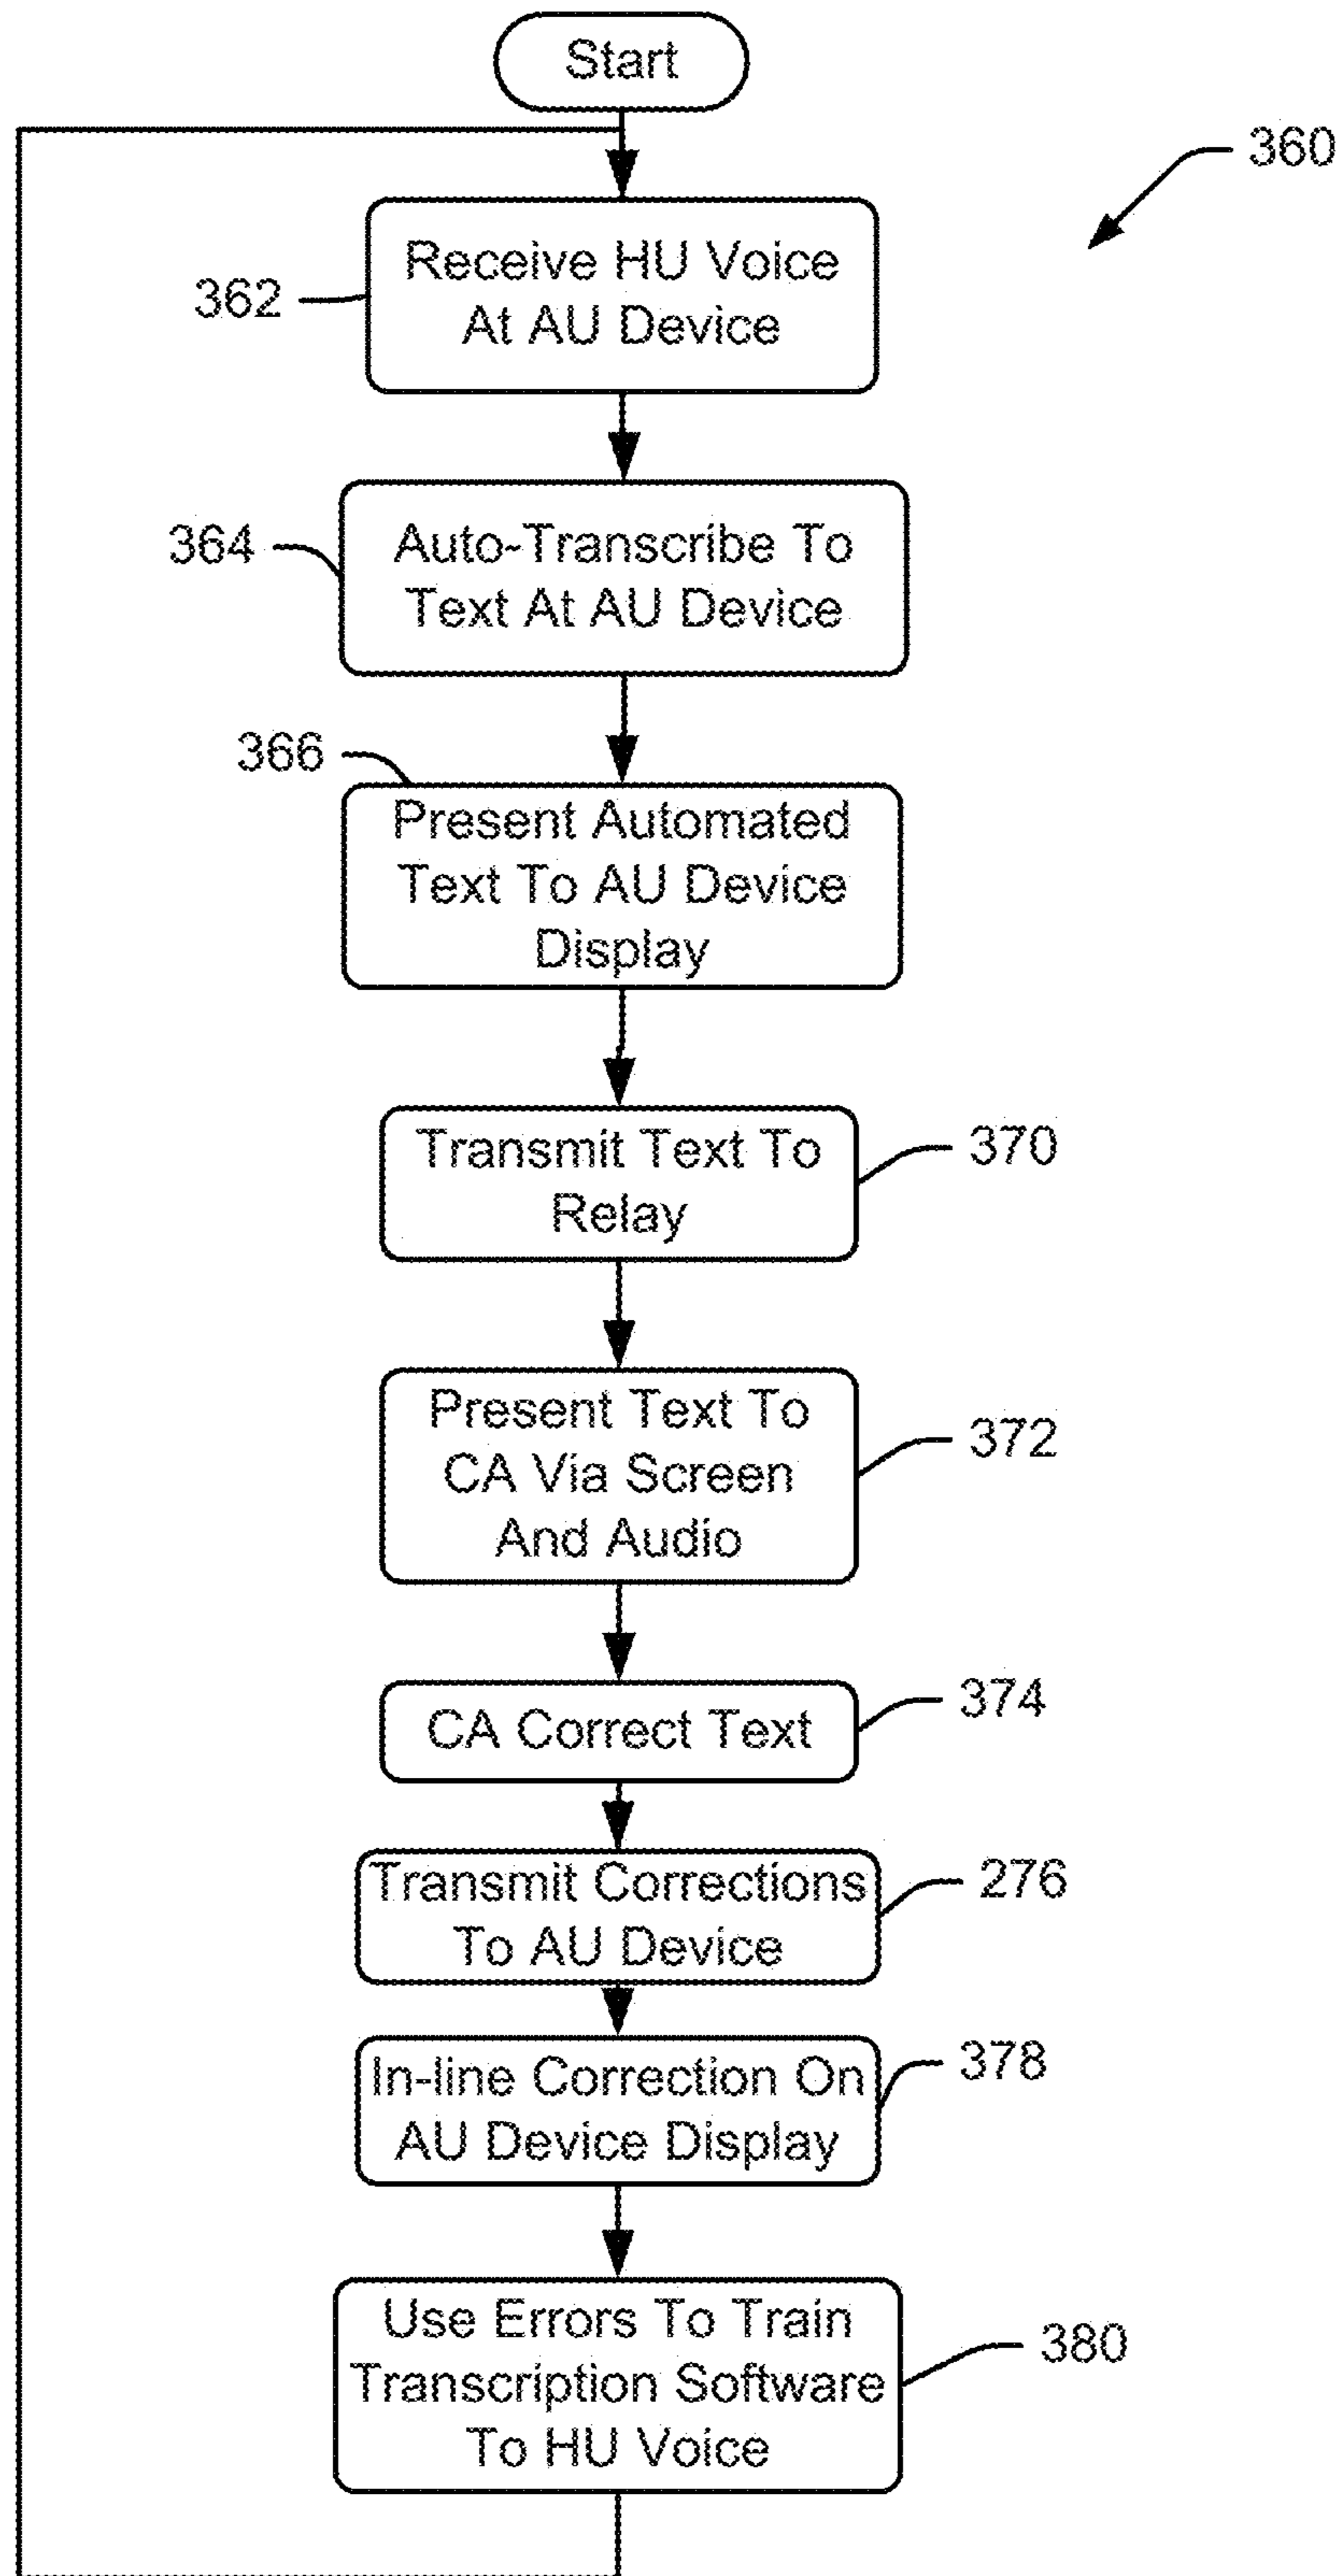 Start
360
Receive HU Voice
At AU Device
362
Auto-Transcribe To
Text At AU Device
364
366
Present Automated
Text To AU Device
Display
Transmit Text To
Relay
370
Present Text To
CA Via Screen
And Audio
372
CA Correct Text
374
Transmit Corrections
To AU Device
276
In-line Correction On
AU Device Display
378
Use Errors To Train
Transcription Software
To HU Voice
380